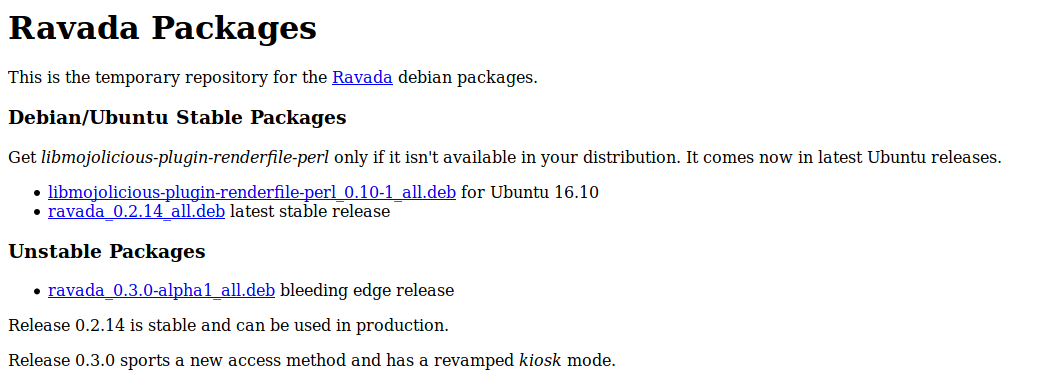 Ravada Packages
This is the temporary repository for the Ravada debian packages.
Debian/Ubuntu Stable Packages
Get libmojolicious-plugin-renderfile-perl only if it isn't available in your distribution. It comes now in latest Ubuntu releases.
• libmojolicious-plugin-renderfile-perl_0.10-1_all.deb for Ubuntu 16.10
• ravada_0.2.14_all.deb latest stable release
Unstable Packages
• ravada_0.3.0-alpha1_all.deb bleeding edge release
Release 0.2.14 is stable and can be used in production.
Release 0.3.0 sports a new access method and has a revamped kiosk mode.